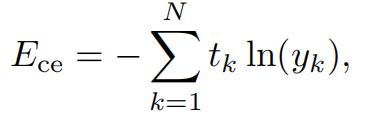 E_ce = − ∑_{k=1}^{N} t_k ln(y_k),